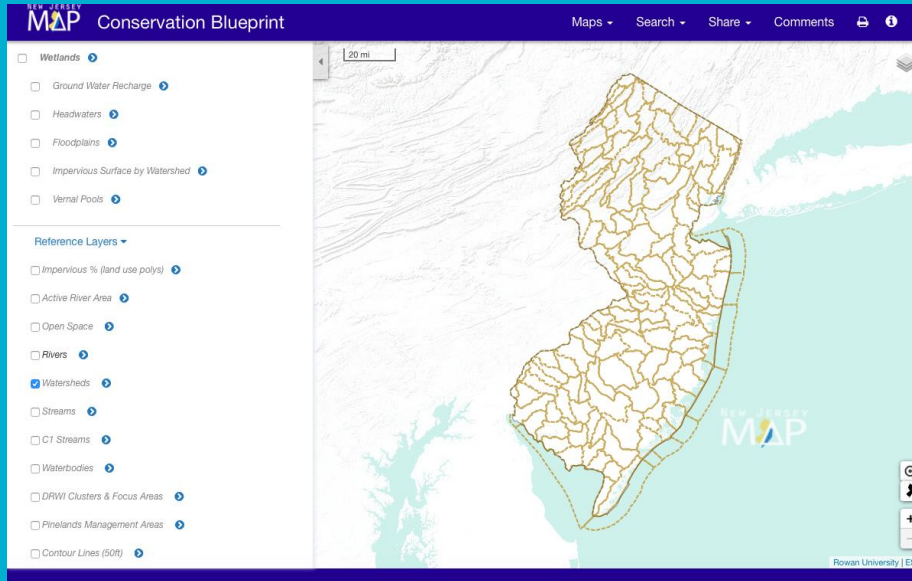 NEW JERSEY
MAP
Conservation Blueprint
Maps
Search
Share
Comments
Wetlands
Ground Water Recharge
Headwaters
Floodplains
Impervious Surface by Watershed
Vernal Pools
Reference Layers
Impervious % (land use polys)
Active River Area
Open Space
Rivers
Watersheds
Streams
C1 Streams
Waterbodies
DRWI Clusters & Focus Areas
Pinelands Management Areas
Contour Lines (50ft)
20 mi
NEW JERSEY
MAP
+
-
Rowan University |